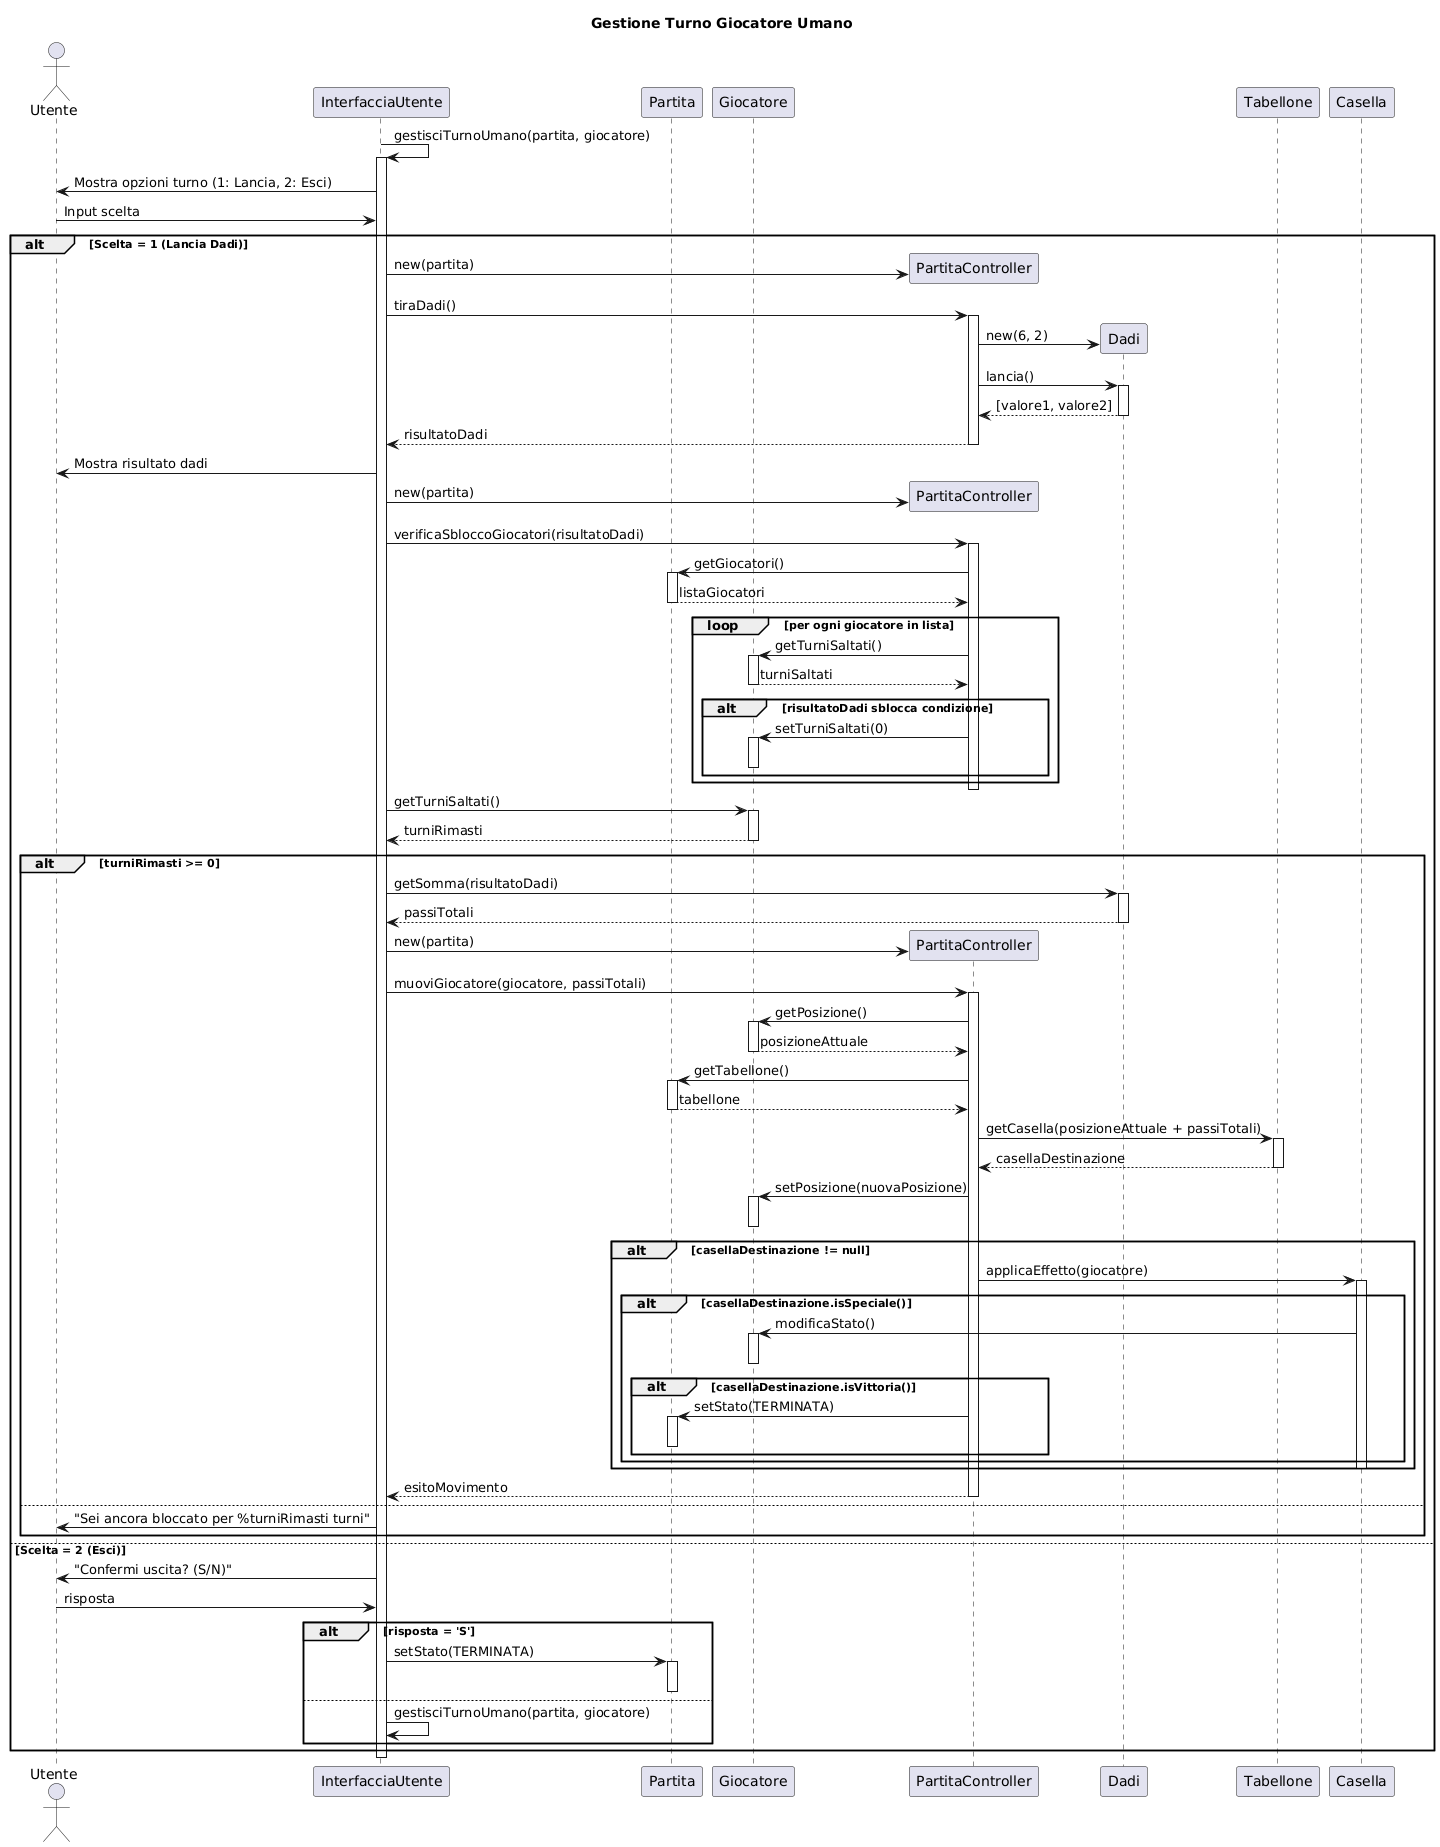 Gestione Turno Giocatore Umano
Utente
InterfacciaUtente
Partita
Giocatore
Tabellone
Casella
gestisciTurnoUmano(partita, giocatore)
Mostra opzioni turno (1: Lancia, 2: Esci)
Input scelta
alt [Scelta = 1 (Lancia Dadi)]
new(partita)
PartitaController
tiraDadi()
new(6, 2)
Dadi
lancia()
[valore1, valore2]
risultatoDadi
Mostra risultato dadi
new(partita)
PartitaController
verificaSbloccoGiocatori(risultatoDadi)
getGiocatori()
listaGiocatori
loop [per ogni giocatore in lista]
getTurniSaltati()
turniSaltati
alt [risultatoDadi sblocca condizione]
setTurniSaltati(0)
getTurniSaltati()
turniRimasti
alt [turniRimasti >= 0]
getSomma(risultatoDadi)
passiTotali
new(partita)
PartitaController
muoviGiocatore(giocatore, passiTotali)
getPosizione()
posizioneAttuale
getTabellone()
tabellone
getCasella(posizioneAttuale + passiTotali)
casellaDestinazione
setPosizione(nuovaPosizione)
alt [casellaDestinazione != null]
applicaEffetto(giocatore)
alt [casellaDestinazione.isSpeciale()]
modificaStato()
alt [casellaDestinazione.isVittoria()]
setStato(TERMINATA)
esitoMovimento
"Sei ancora bloccato per %turniRimasti turni"
[Scelta = 2 (Esci)]
"Confermi uscita? (S/N)"
risposta
alt [risposta = 'S']
setStato(TERMINATA)
gestisciTurnoUmano(partita, giocatore)
Utente
InterfacciaUtente
Partita
Giocatore
PartitaController
Dadi
Tabellone
Casella